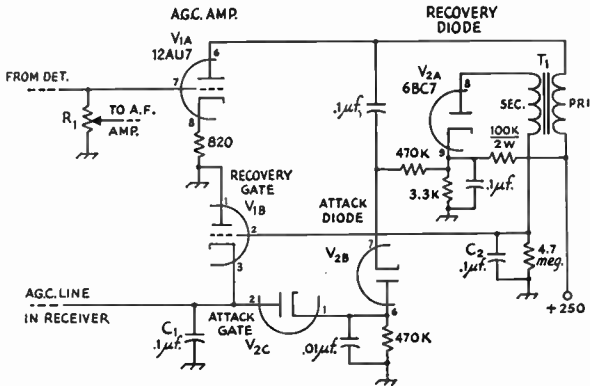 A.G.C. AMP.
RECOVERY
DIODE
V1A
12AU7
6
7
8
FROM DET.
R1
TO A.F.
AMP.
820
.1μf.
V2A
6BC7
8
9
T1
SEC.
PRI
100K
2W
470K
3.3K
.1μf.
RECOVERY
GATE
V1B
1
2
3
ATTACK
DIODE
V2B
7
6
C2
.1μf.
4.7
meg.
+250
A.G.C. LINE
IN RECEIVER
C1
.1μf.
2
ATTACK
GATE
V2C
1
.01μf.
470K